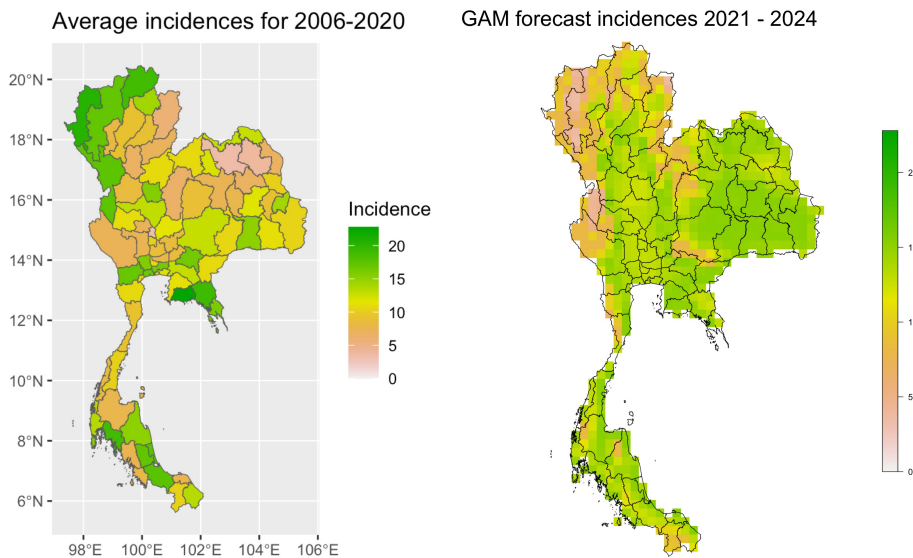 Average incidences for 2006-2020
GAM forecast incidences 2021 - 2024
20°N
18°N
16°N
14°N
12°N
10°N
8°N
6°N
98°E 100°E 102°E 104°E 106°E
Incidence
20
15
10
5
0
2
1
1
5
0